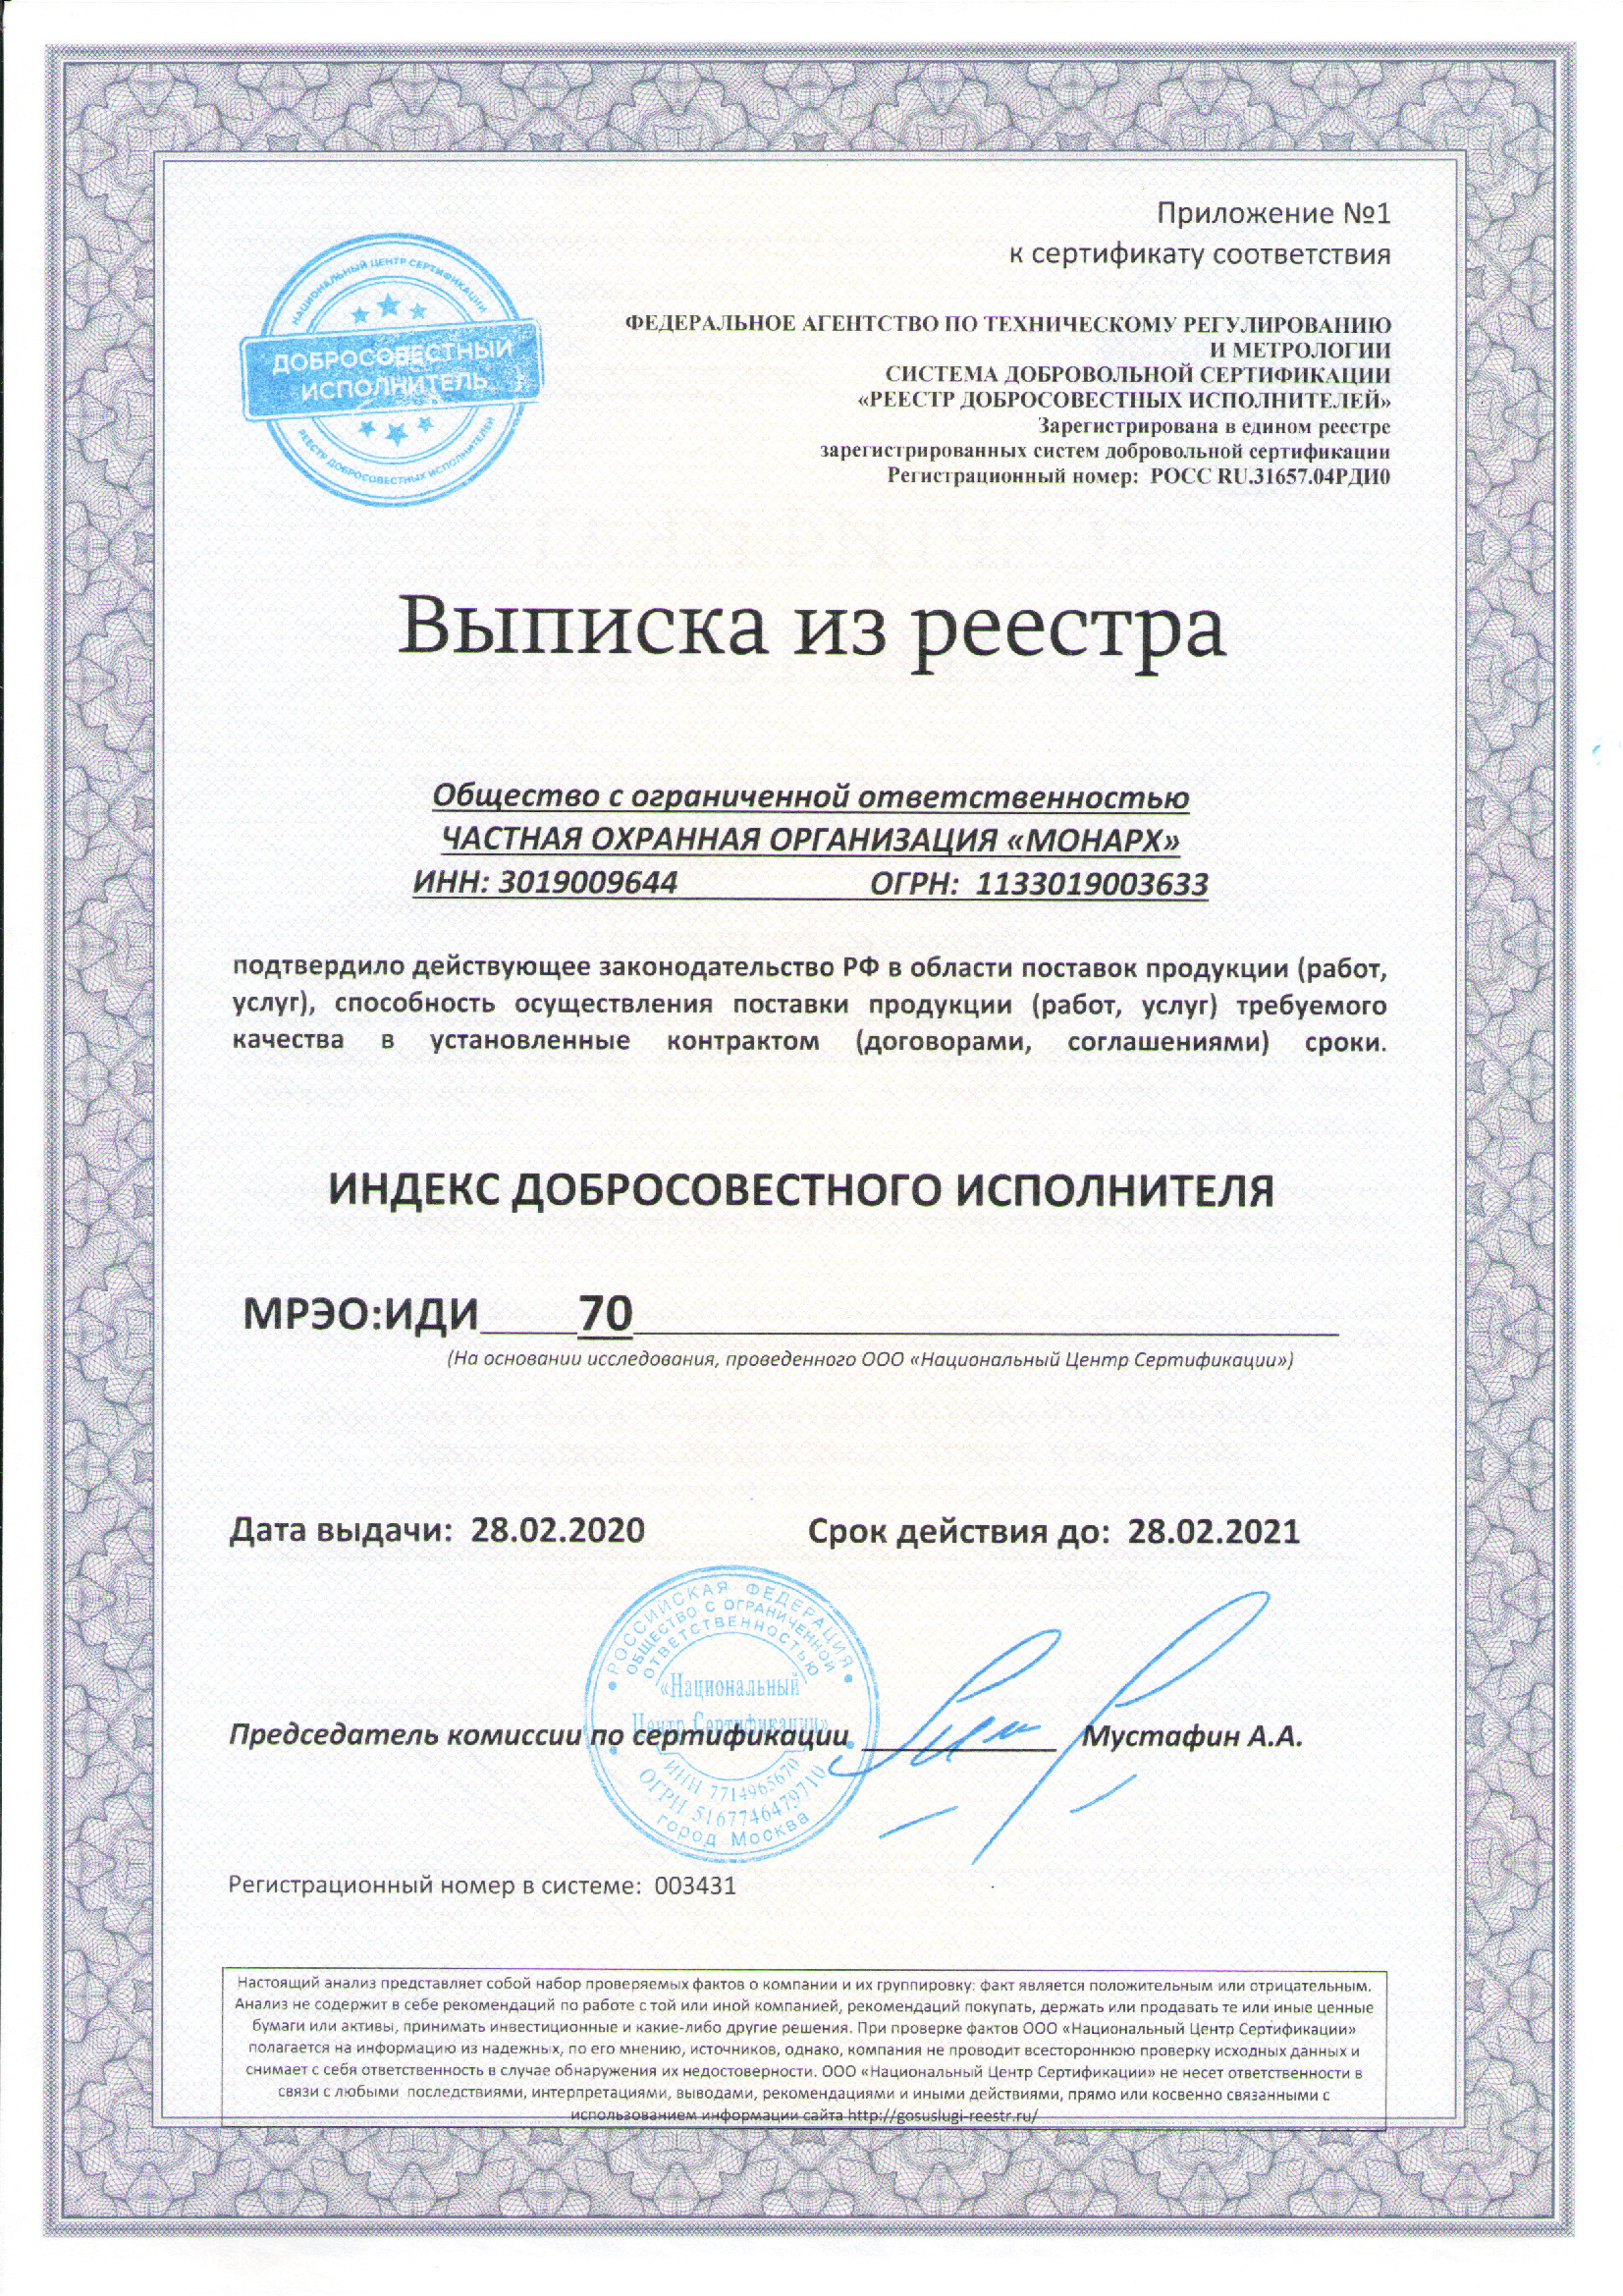 Приложение №1
к сертификату соответствия
НАЦИОНАЛЬНЫЙ ЦЕНТР СЕРТИФИКАЦИИ
ДОБРОСОВЕСТНЫЙ
ИСПОЛНИТЕЛЬ
РЕЕСТР ДОБРОСОВЕСТНЫХ ИСПОЛНИТЕЛЕЙ
ФЕДЕРАЛЬНОЕ АГЕНТСТВО ПО ТЕХНИЧЕСКОМУ РЕГУЛИРОВАНИЮ
И МЕТРОЛОГИИ
СИСТЕМА ДОБРОВОЛЬНОЙ СЕРТИФИКАЦИИ
«РЕЕСТР ДОБРОСОВЕСТНЫХ ИСПОЛНИТЕЛЕЙ»
Зарегистрирована в едином реестре
зарегистрированных систем добровольной сертификации
Регистрационный номер: РОСС RU.31657.04РДИ0
Выписка из реестра
Общество с ограниченной ответственностью
ЧАСТНАЯ ОХРАННАЯ ОРГАНИЗАЦИЯ «МОНАРХ»
ИНН: 3019009644 ОГРН: 1133019003633
подтвердило действующее законодательство РФ в области поставок продукции (работ,
услуг), способность осуществления поставки продукции (работ, услуг) требуемого
качества в установленные контрактом (договорами, соглашениями) сроки.
ИНДЕКС ДОБРОСОВЕСТНОГО ИСПОЛНИТЕЛЯ
МРЭО:ИДИ____70____
(На основании исследования, проведенного ООО «Национальный Центр Сертификации»)
Дата выдачи: 28.02.2020 Срок действия до: 28.02.2021
РОССИЙСКАЯ ФЕДЕРАЦИЯ
ОБЩЕСТВО С ОГРАНИЧЕННОЙ
ОТВЕТСТВЕННОСТЬЮ
«Национальный
Центр Сертификации»
ИНН 7714965670
ОГРН 5167746479710
город Москва
Председатель комиссии по сертификации ____________ Мустафин А.А.
Регистрационный номер в системе: 003431
Настоящий анализ представляет собой набор проверяемых фактов о компании и их группировку: факт является положительным или отрицательным.
Анализ не содержит в себе рекомендаций по работе с той или иной компанией, рекомендаций покупать, держать или продавать те или иные ценные
бумаги или активы, принимать инвестиционные и какие-либо другие решения. При проверке фактов ООО «Национальный Центр Сертификации»
полагается на информацию из надежных, по его мнению, источников, однако, компания не проводит всестороннюю проверку исходных данных и
снимает с себя ответственность в случае обнаружения их недостоверности. ООО «Национальный Центр Сертификации» не несет ответственности в
связи с любыми последствиями, интерпретациями, выводами, рекомендациями и иными действиями, прямо или косвенно связанными с
использованием информации сайта http://gosuslugi-reestr.ru/